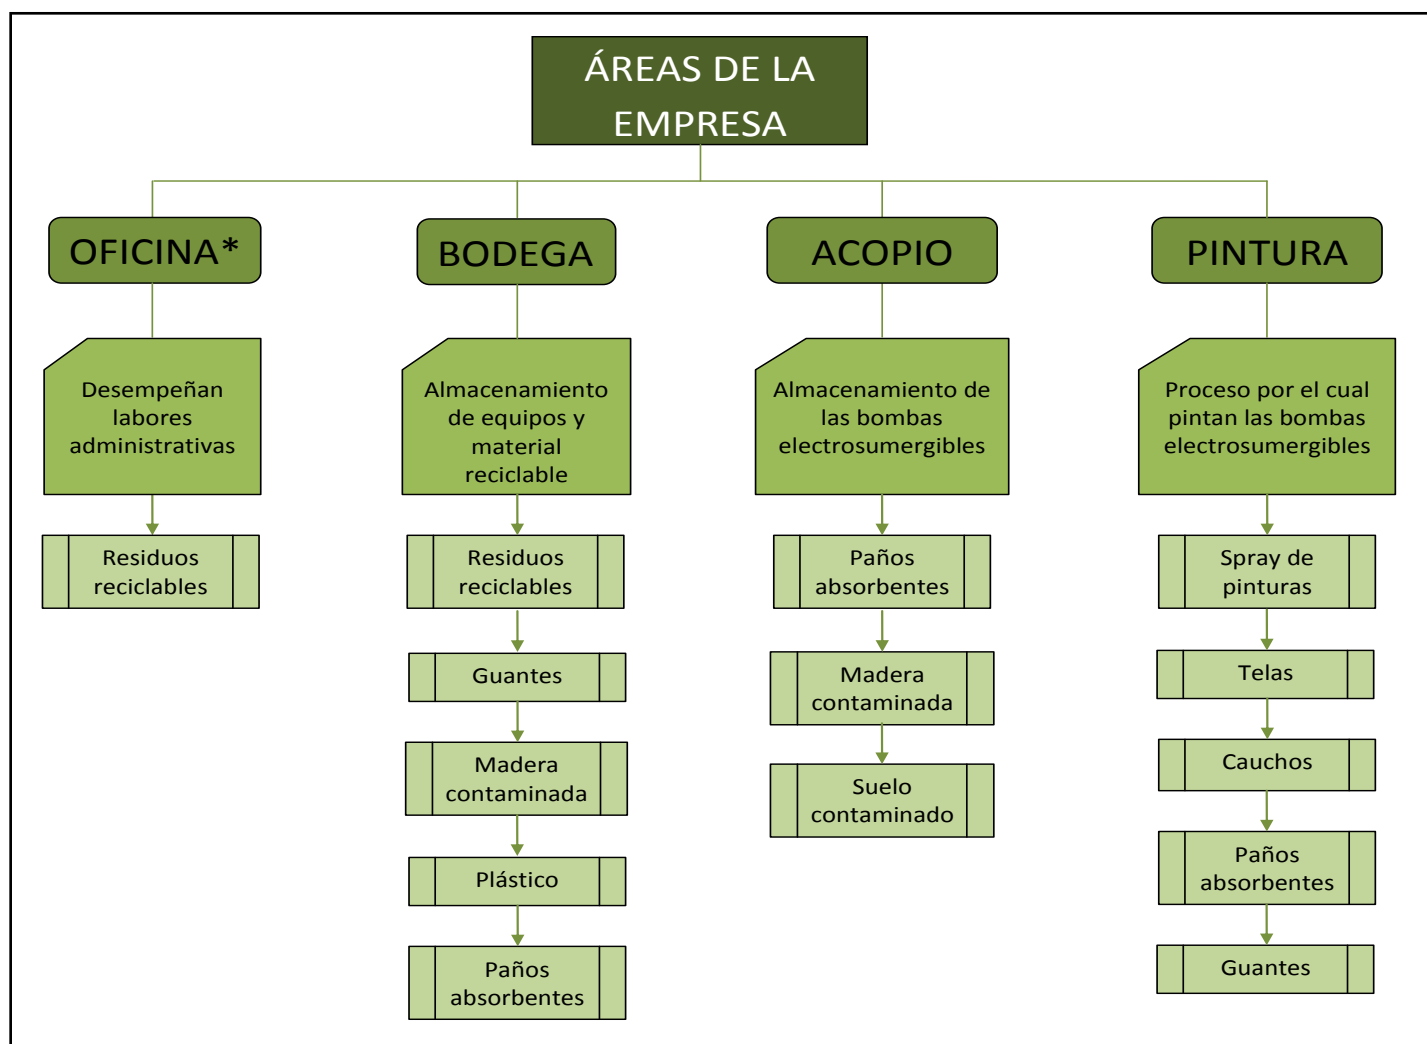 ÁREAS DE LA
EMPRESA
OFICINA*
Desempeñan
labores
administrativas
Residuos
reciclables
BODEGA
Almacenamiento
de equipos y
material
reciclable
Residuos
reciclables
Guantes
Madera
contaminada
Plástico
Paños
absorbentes
ACOPIO
Almacenamiento de
las bombas
electrosumergibles
Paños
absorbentes
Madera
contaminada
Suelo
contaminado
PINTURA
Proceso por el cual
pintan las bombas
electrosumergibles
Spray de
pinturas
Telas
Cauchos
Paños
absorbentes
Guantes